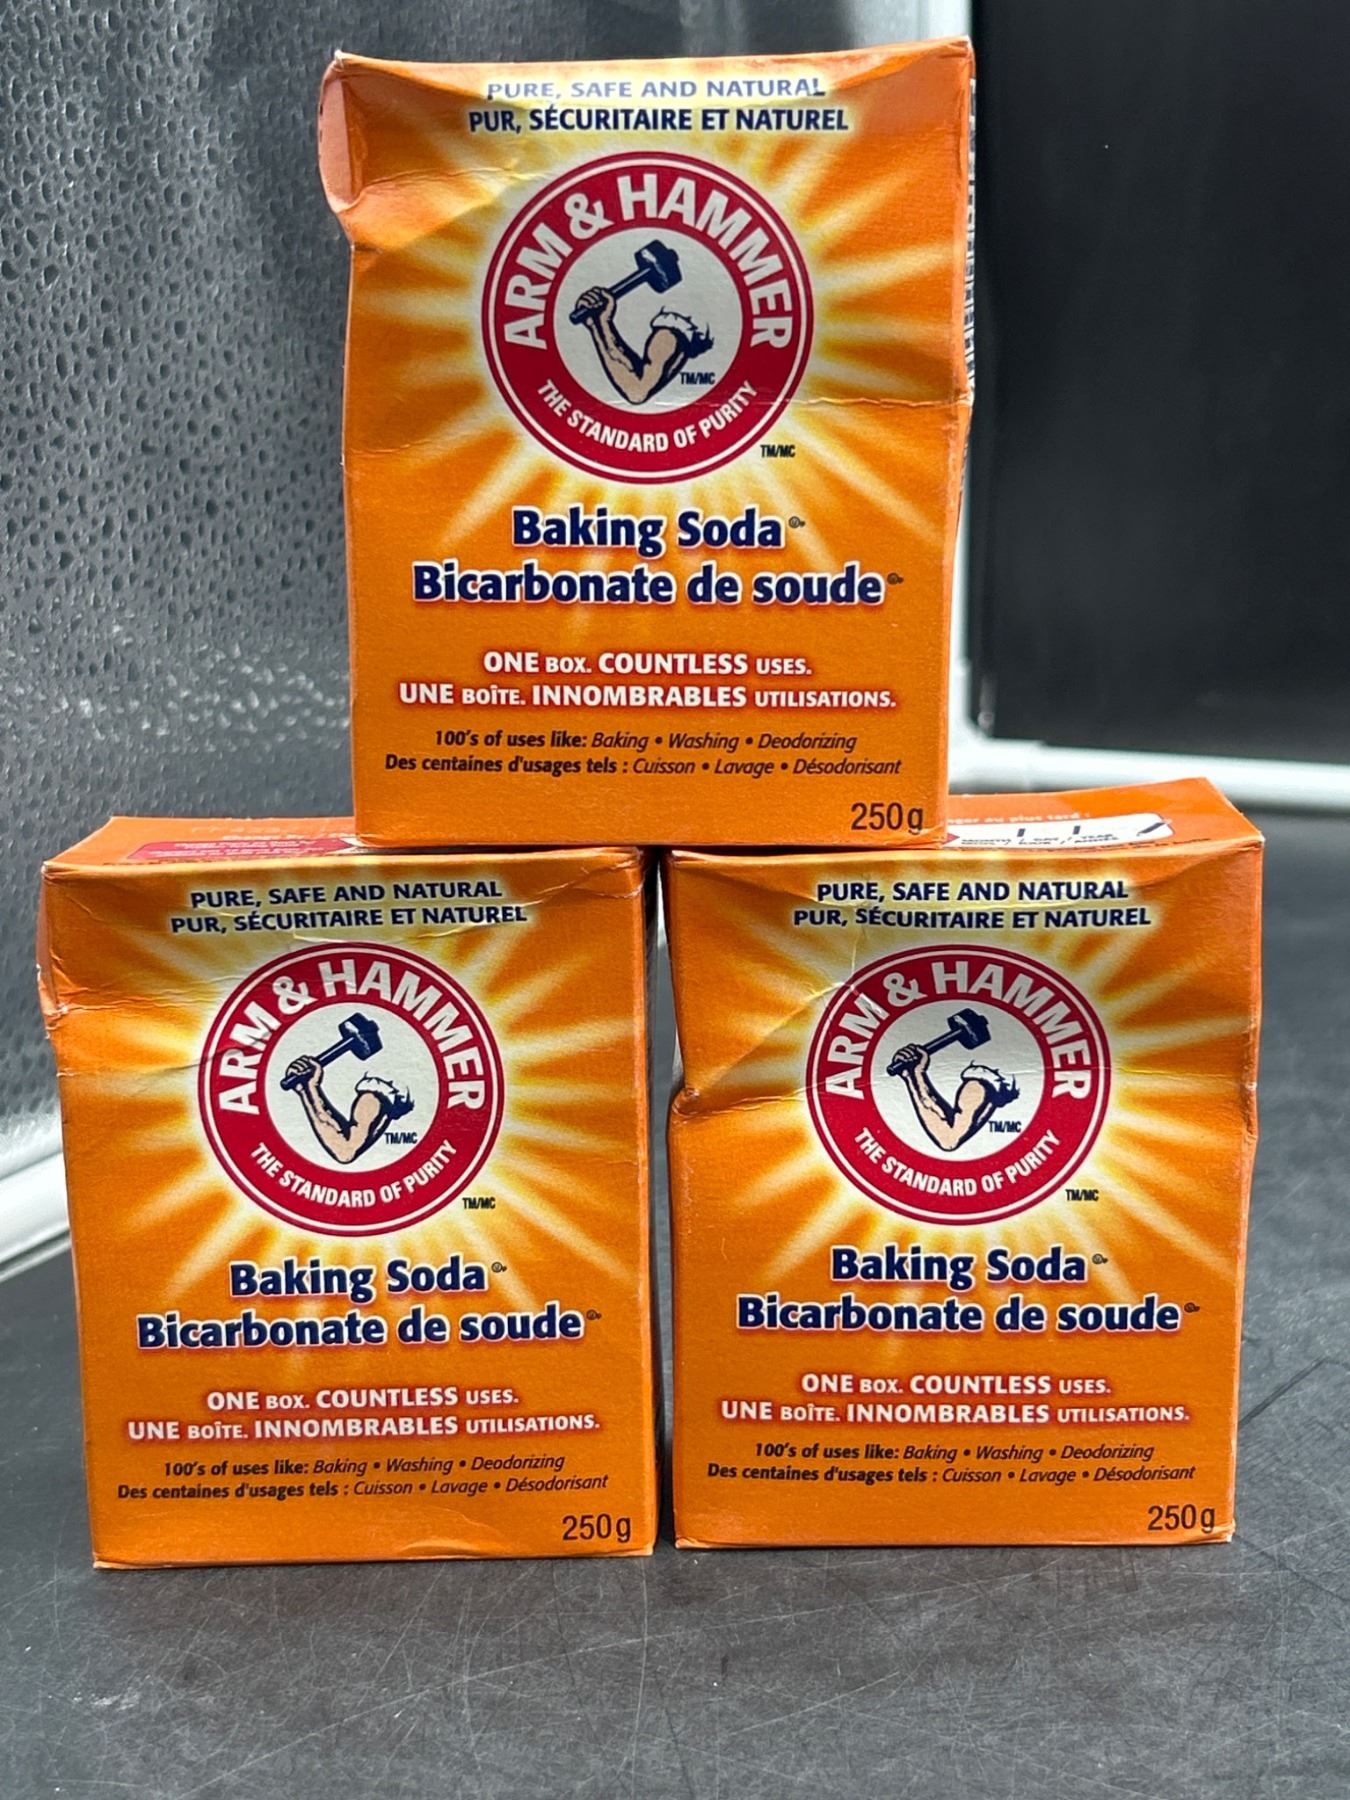 PURE, SAFE AND NATURAL
PUR, SÉCURITAIRE ET NATUREL
ARM & HAMMER
TM/MC
THE STANDARD OF PURITY
TM/MC
Baking Soda
Bicarbonate de soude
ONE BOX. COUNTLESS USES.
UNE BOÎTE. INNOMBRABLES UTILISATIONS.
100's of uses like: Baking • Washing • Deodorizing
Des centaines d'usages tels : Cuisson • Lavage • Désodorisant
250g
PURE, SAFE AND NATURAL
PUR, SÉCURITAIRE ET NATUREL
ARM & HAMMER
TM/MC
THE STANDARD OF PURITY
TM/MC
Baking Soda
Bicarbonate de soude
ONE BOX. COUNTLESS USES.
UNE BOÎTE. INNOMBRABLES UTILISATIONS.
100's of uses like: Baking • Washing • Deodorizing
Des centaines d'usages tels : Cuisson • Lavage • Désodorisant
250g
au plus tard :
PURE, SAFE AND NATURAL
PUR, SÉCURITAIRE ET NATUREL
ARM & HAMMER
TM/MC
THE STANDARD OF PURITY
TM/MC
Baking Soda
Bicarbonate de soude
ONE BOX. COUNTLESS USES.
UNE BOÎTE. INNOMBRABLES UTILISATIONS.
100's of uses like: Baking • Washing • Deodorizing
Des centaines d'usages tels : Cuisson • Lavage • Désodorisant
250g